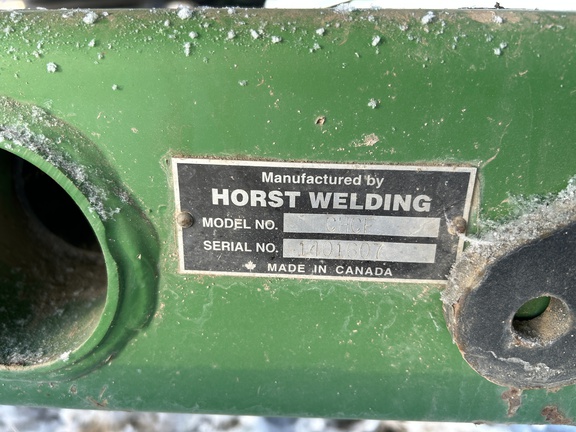 Manufactured by
HORST WELDING
MODEL NO.
SERIAL NO.
MADE IN CANADA